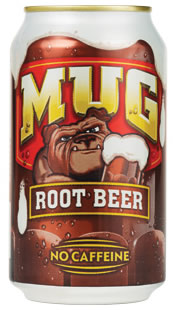 MUG
ROOT BEER
NO CAFFEINE